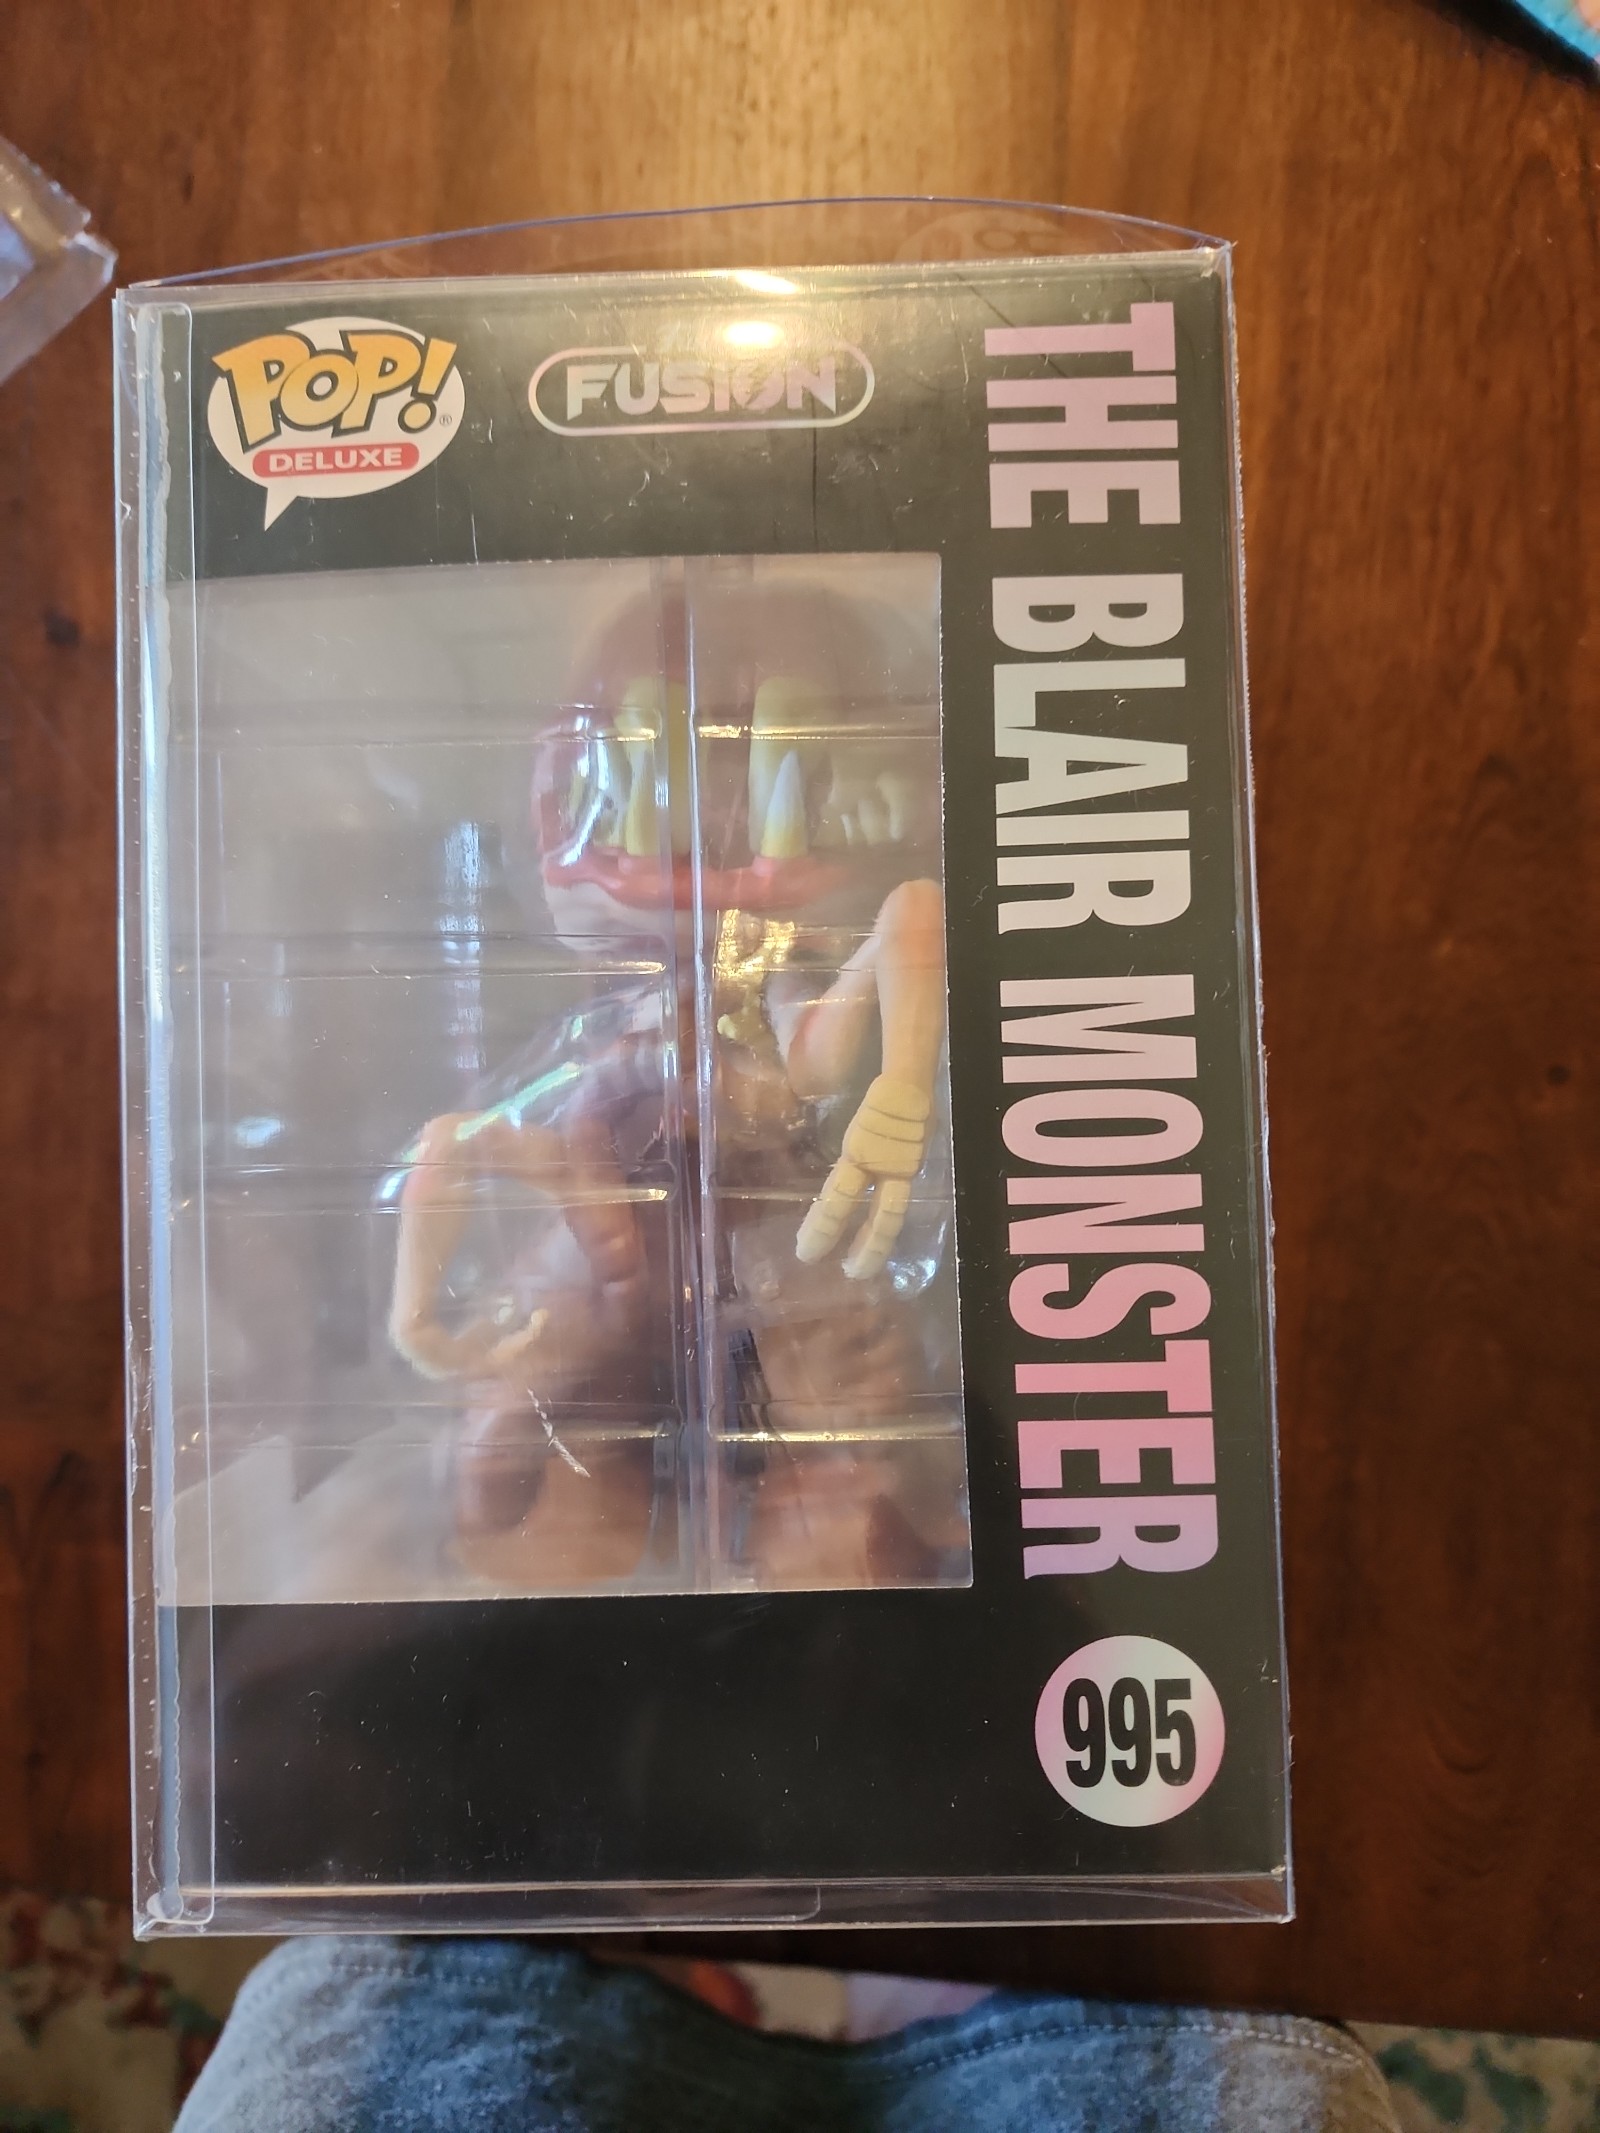 POP!®
DELUXE
FUSION
THE BLAIR MONSTER
995